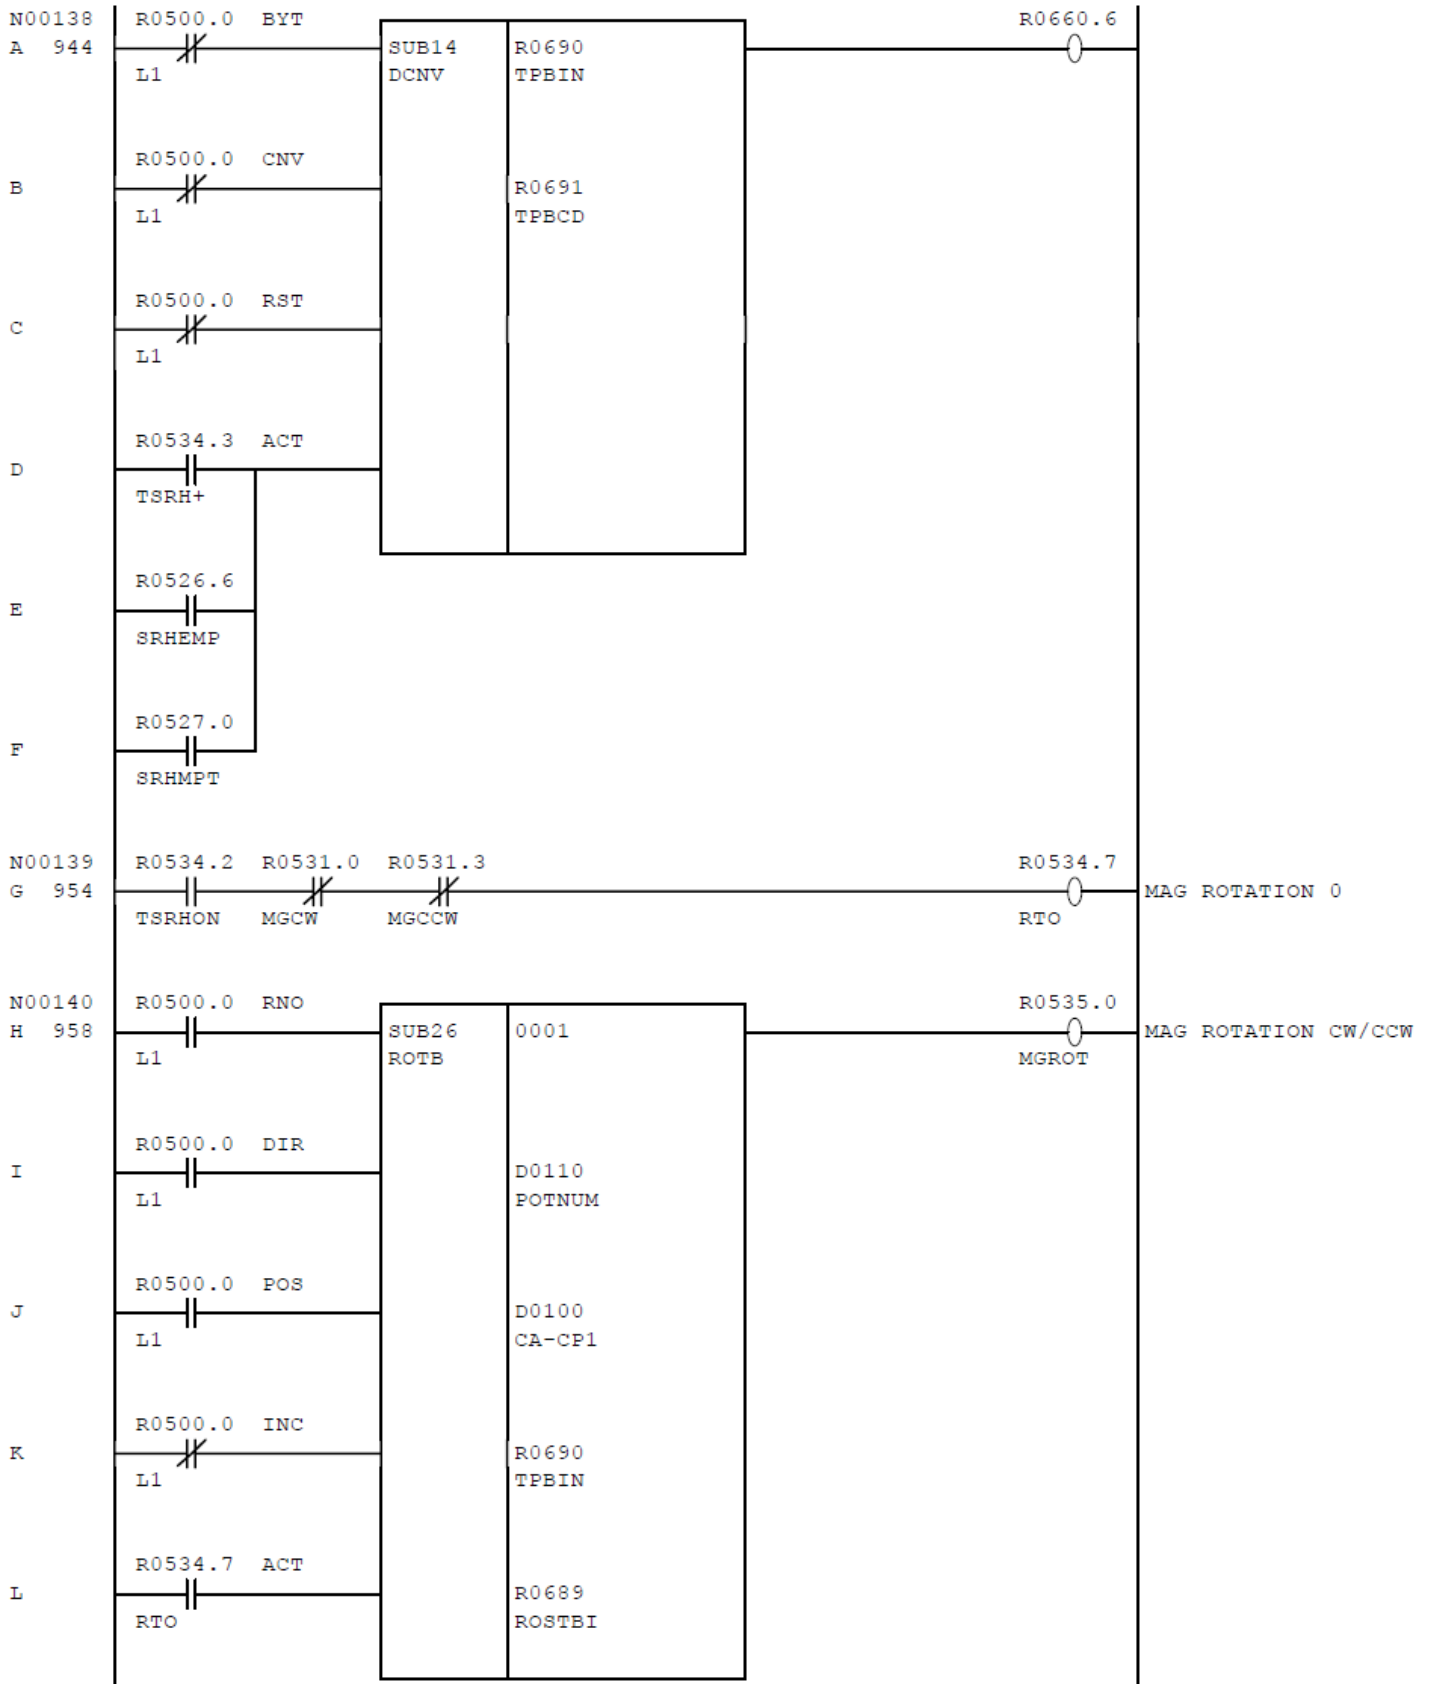 N00138 R0500.0 BYT R0660.6
A 944 SUB14 R0690
L1 DCNV TPBIN
R0500.0 CNV
B R0691
L1 TPBCD
R0500.0 RST
C
L1
R0534.3 ACT
D
TSRH+
R0526.6
E
SRHEMP
R0527.0
F
SRHMPT
N00139 R0534.2 R0531.0 R0531.3 R0534.7
G 954 MAG ROTATION 0
TSRHON MGCW MGCCW RTO
N00140 R0500.0 RNO R0535.0
H 958 SUB26 0001 MAG ROTATION CW/CCW
L1 ROTB MGROT
R0500.0 DIR
I D0110
L1 POTNUM
R0500.0 POS
J D0100
L1 CA-CP1
R0500.0 INC
K R0690
L1 TPBIN
R0534.7 ACT
L R0689
RTO ROSTBI